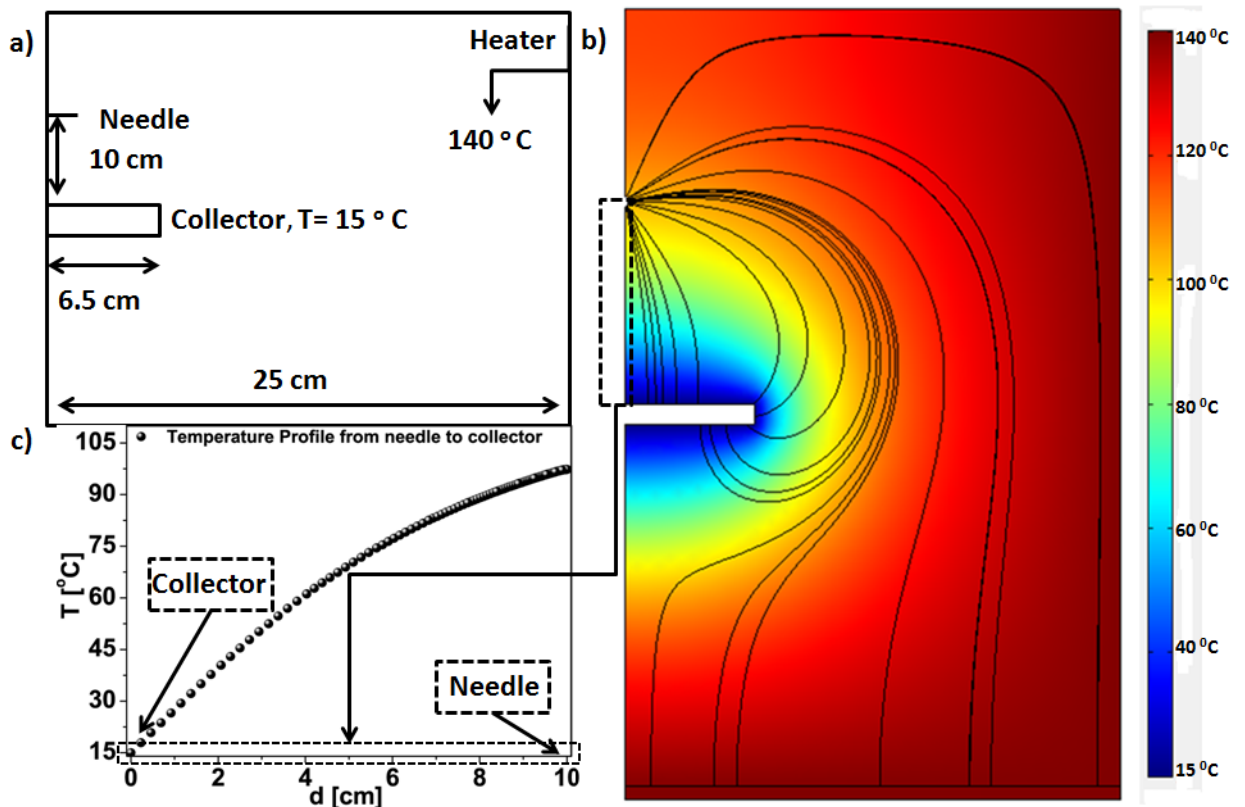 a)
Heater
140 ° C
Needle
10 cm
Collector, T= 15 ° C
6.5 cm
25 cm
b)
140 ⁰C
120 ⁰C
100 ⁰C
80 ⁰C
60 ⁰C
40 ⁰C
15 ⁰C
c)
Temperature Profile from needle to collector
T [°C]
105
90
75
60
45
30
15
Collector
Needle
0 2 4 6 8 10
d [cm]